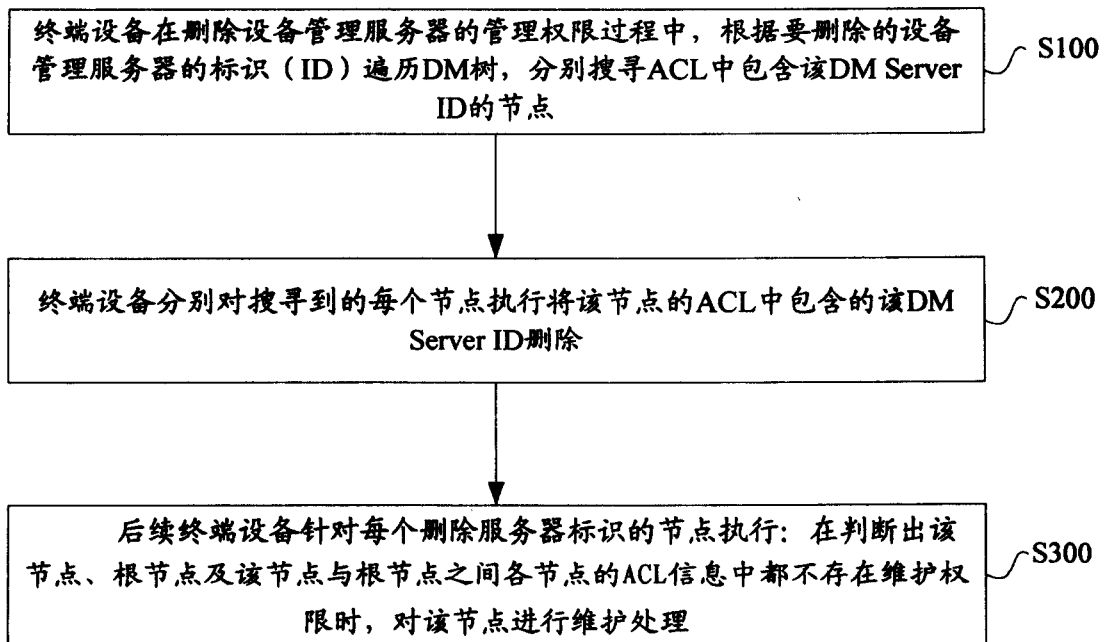 终端设备在删除设备管理服务器的管理权限过程中，根据要删除的设备
管理服务器的标识（ID）遍历DM树，分别搜寻ACL中包含该DM Server
ID的节点
S100
终端设备分别对搜寻到的每个节点执行将该节点的ACL中包含的该DM
Server ID删除
S200
后续终端设备针对每个删除服务器标识的节点执行：在判断出该
节点、根节点及该节点与根节点之间各节点的ACL信息中都不存在维护权
限时，对该节点进行维护处理
S300